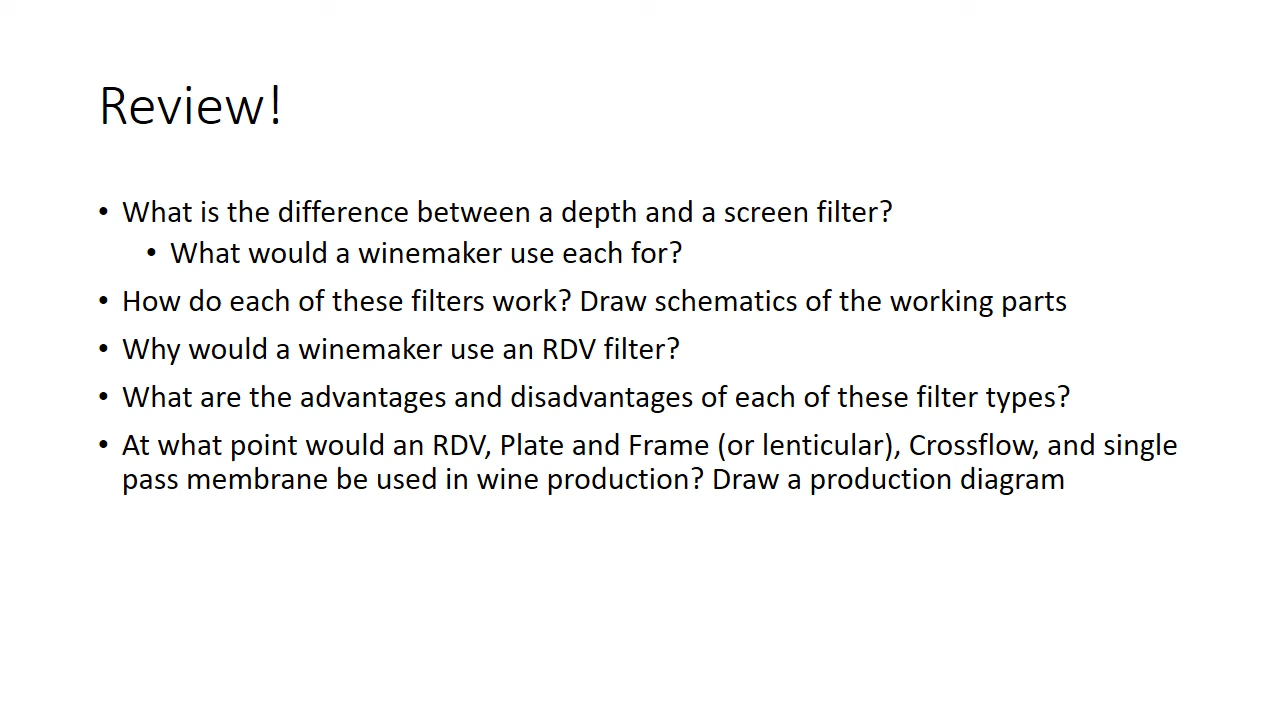 Review!
• What is the difference between a depth and a screen filter?
• What would a winemaker use each for?
• How do each of these filters work? Draw schematics of the working parts
• Why would a winemaker use an RDV filter?
• What are the advantages and disadvantages of each of these filter types?
• At what point would an RDV, Plate and Frame (or lenticular), Crossflow, and single
pass membrane be used in wine production? Draw a production diagram